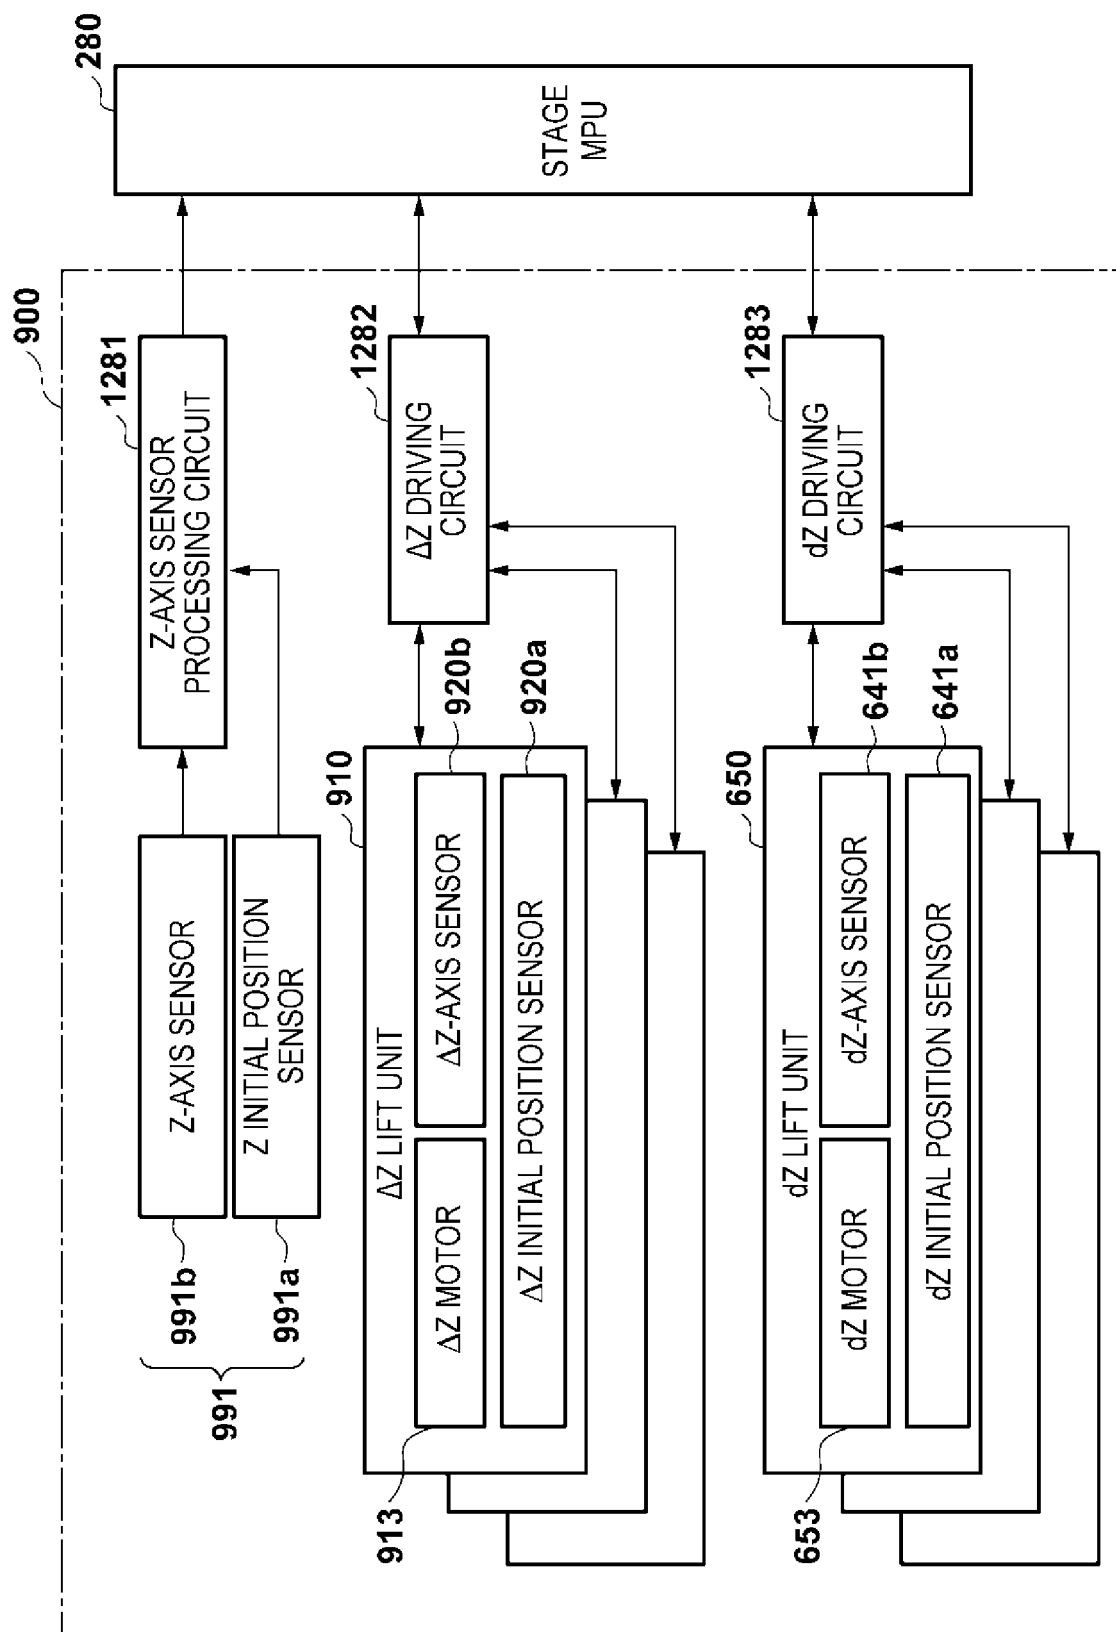 900
280
1281
Z-AXIS SENSOR
PROCESSING CIRCUIT
STAGE
MPU
991b
Z-AXIS SENSOR
991
991a
Z INITIAL POSITION
SENSOR
1282
ΔZ DRIVING
CIRCUIT
910
ΔZ LIFT UNIT
913
ΔZ MOTOR
ΔZ-AXIS SENSOR
920b
ΔZ INITIAL POSITION SENSOR
920a
1283
dZ DRIVING
CIRCUIT
650
dZ LIFT UNIT
653
dZ MOTOR
dZ-AXIS SENSOR
641b
dZ INITIAL POSITION SENSOR
641a